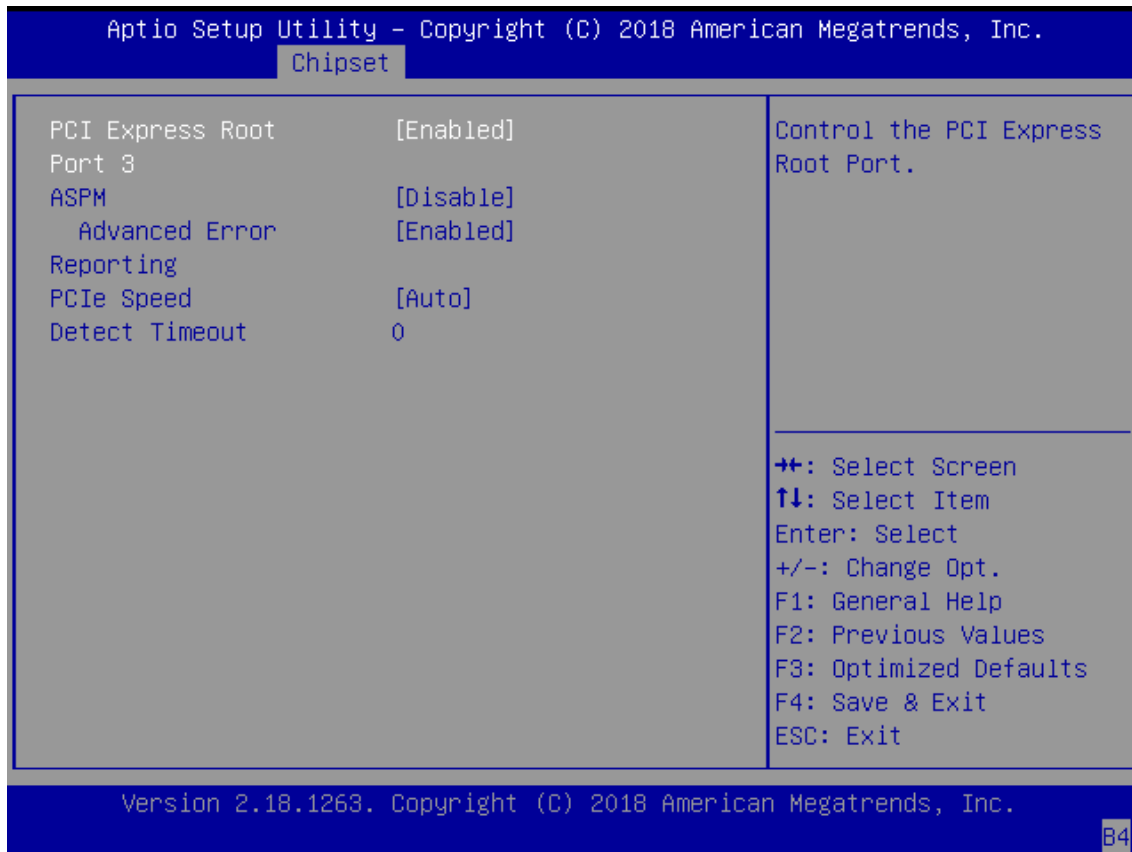 Aptio Setup Utility – Copyright (C) 2018 American Megatrends, Inc.
Chipset
PCI Express Root [Enabled]
Port 3
ASPM [Disable]
Advanced Error [Enabled]
Reporting
PCIe Speed [Auto]
Detect Timeout 0
Control the PCI Express
Root Port.
→←: Select Screen
↑↓: Select Item
Enter: Select
+/-: Change Opt.
F1: General Help
F2: Previous Values
F3: Optimized Defaults
F4: Save & Exit
ESC: Exit
Version 2.18.1263. Copyright (C) 2018 American Megatrends, Inc.
B4